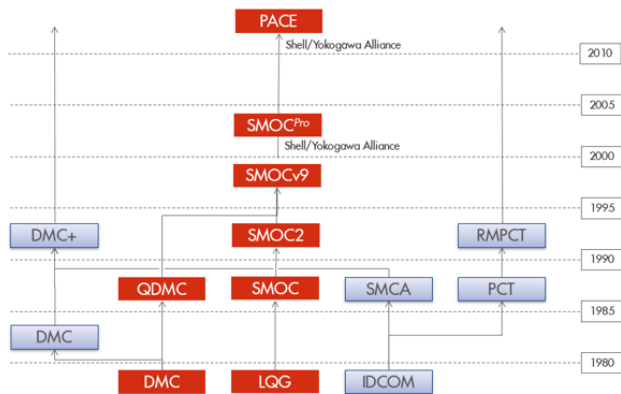 PACE
Shell/Yokogawa Alliance
2010
2005
SMOCPro
Shell/Yokogawa Alliance
2000
SMOCv9
1995
DMC+
SMOC2
RMPCT
1990
QDMC
SMOC
SMCA
PCT
1985
DMC
1980
DMC
LQG
IDCOM